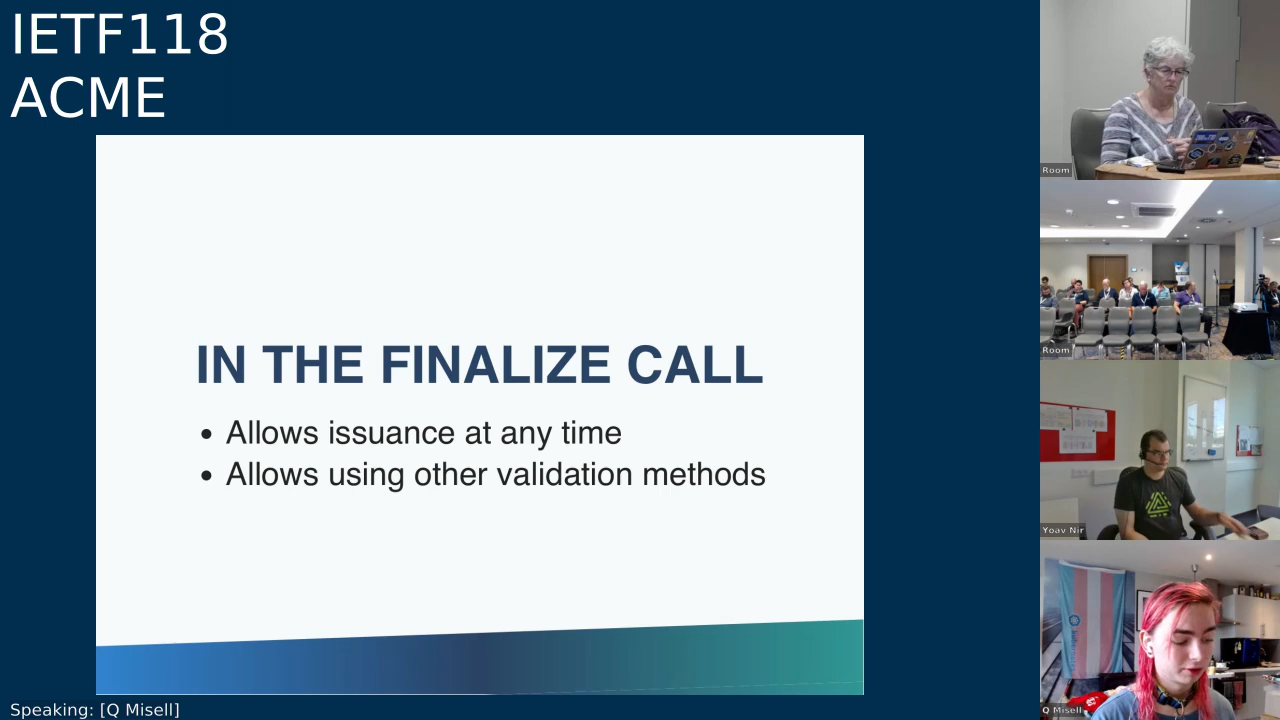 IETF118
ACME
IN THE FINALIZE CALL
• Allows issuance at any time
• Allows using other validation methods
Room
Room
Yoav Nir
Q Misell
Speaking: [Q Misell]